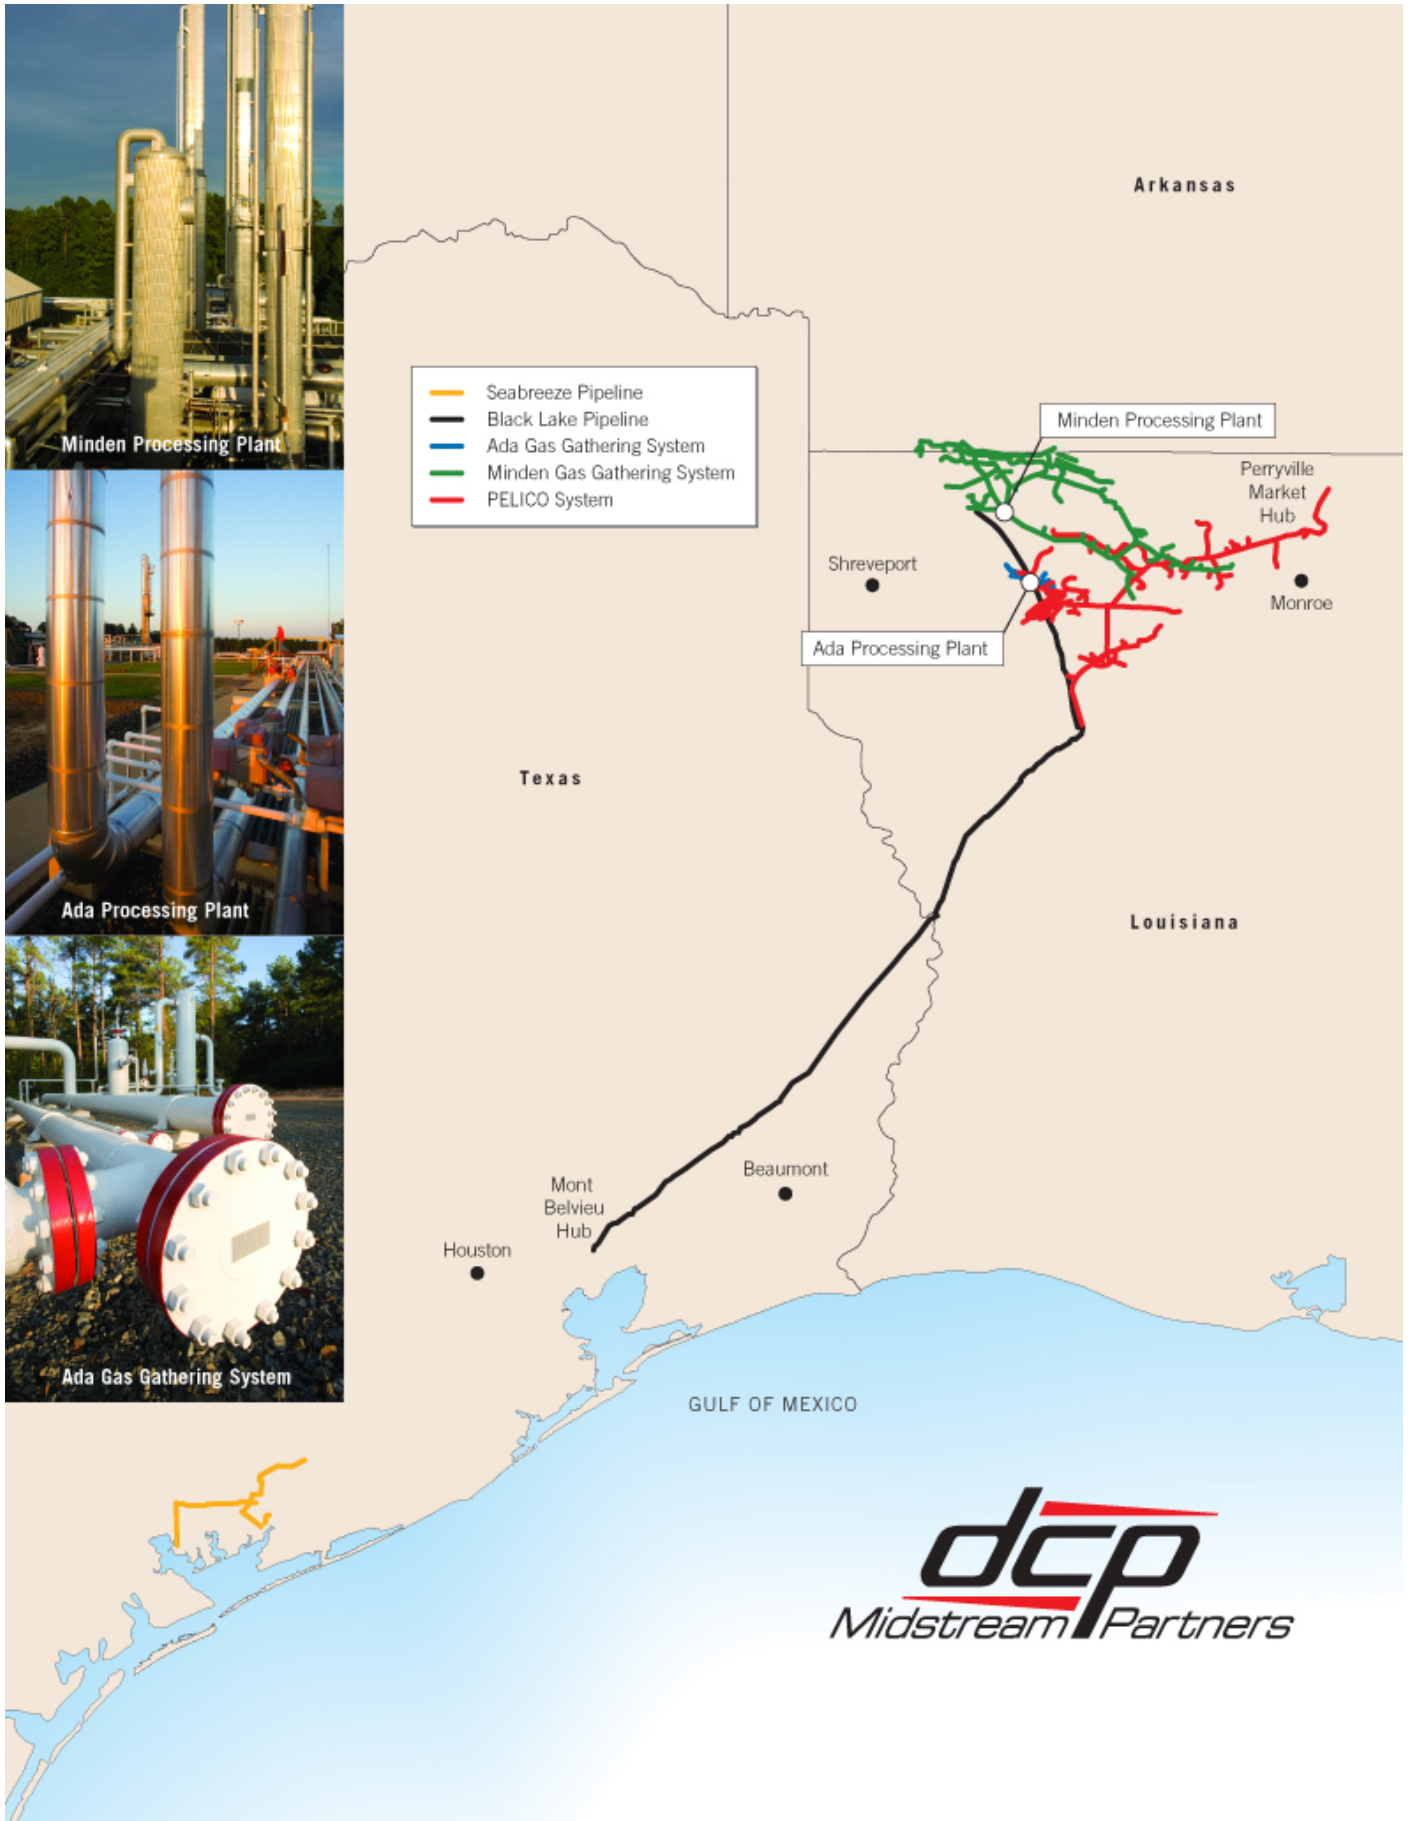 Minden Processing Plant
Ada Processing Plant
Ada Gas Gathering System
Arkansas
Seabreeze Pipeline
Black Lake Pipeline
Ada Gas Gathering System
Minden Gas Gathering System
PELICO System
Minden Processing Plant
Perryville
Market
Hub
Shreveport
Monroe
Ada Processing Plant
Texas
Louisiana
Beaumont
Mont
Belvieu
Hub
Houston
GULF OF MEXICO
dcp
Midstream Partners